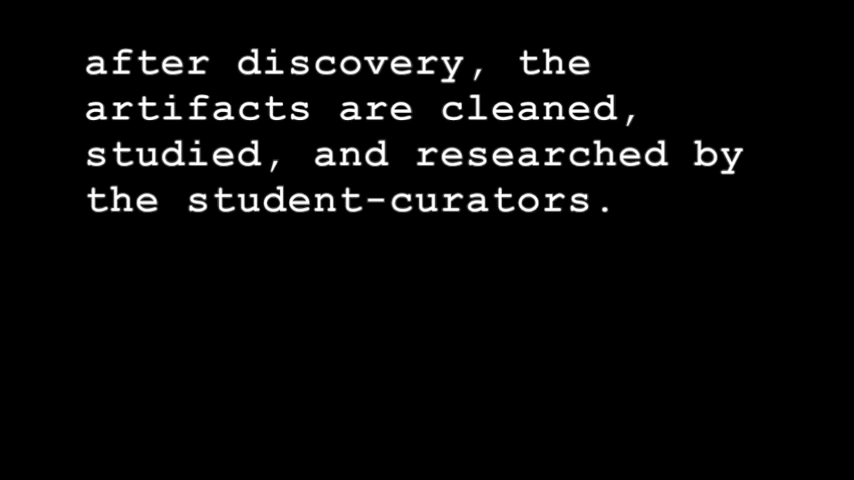 after discovery, the
artifacts are cleaned,
studied, and researched by
the student-curators.